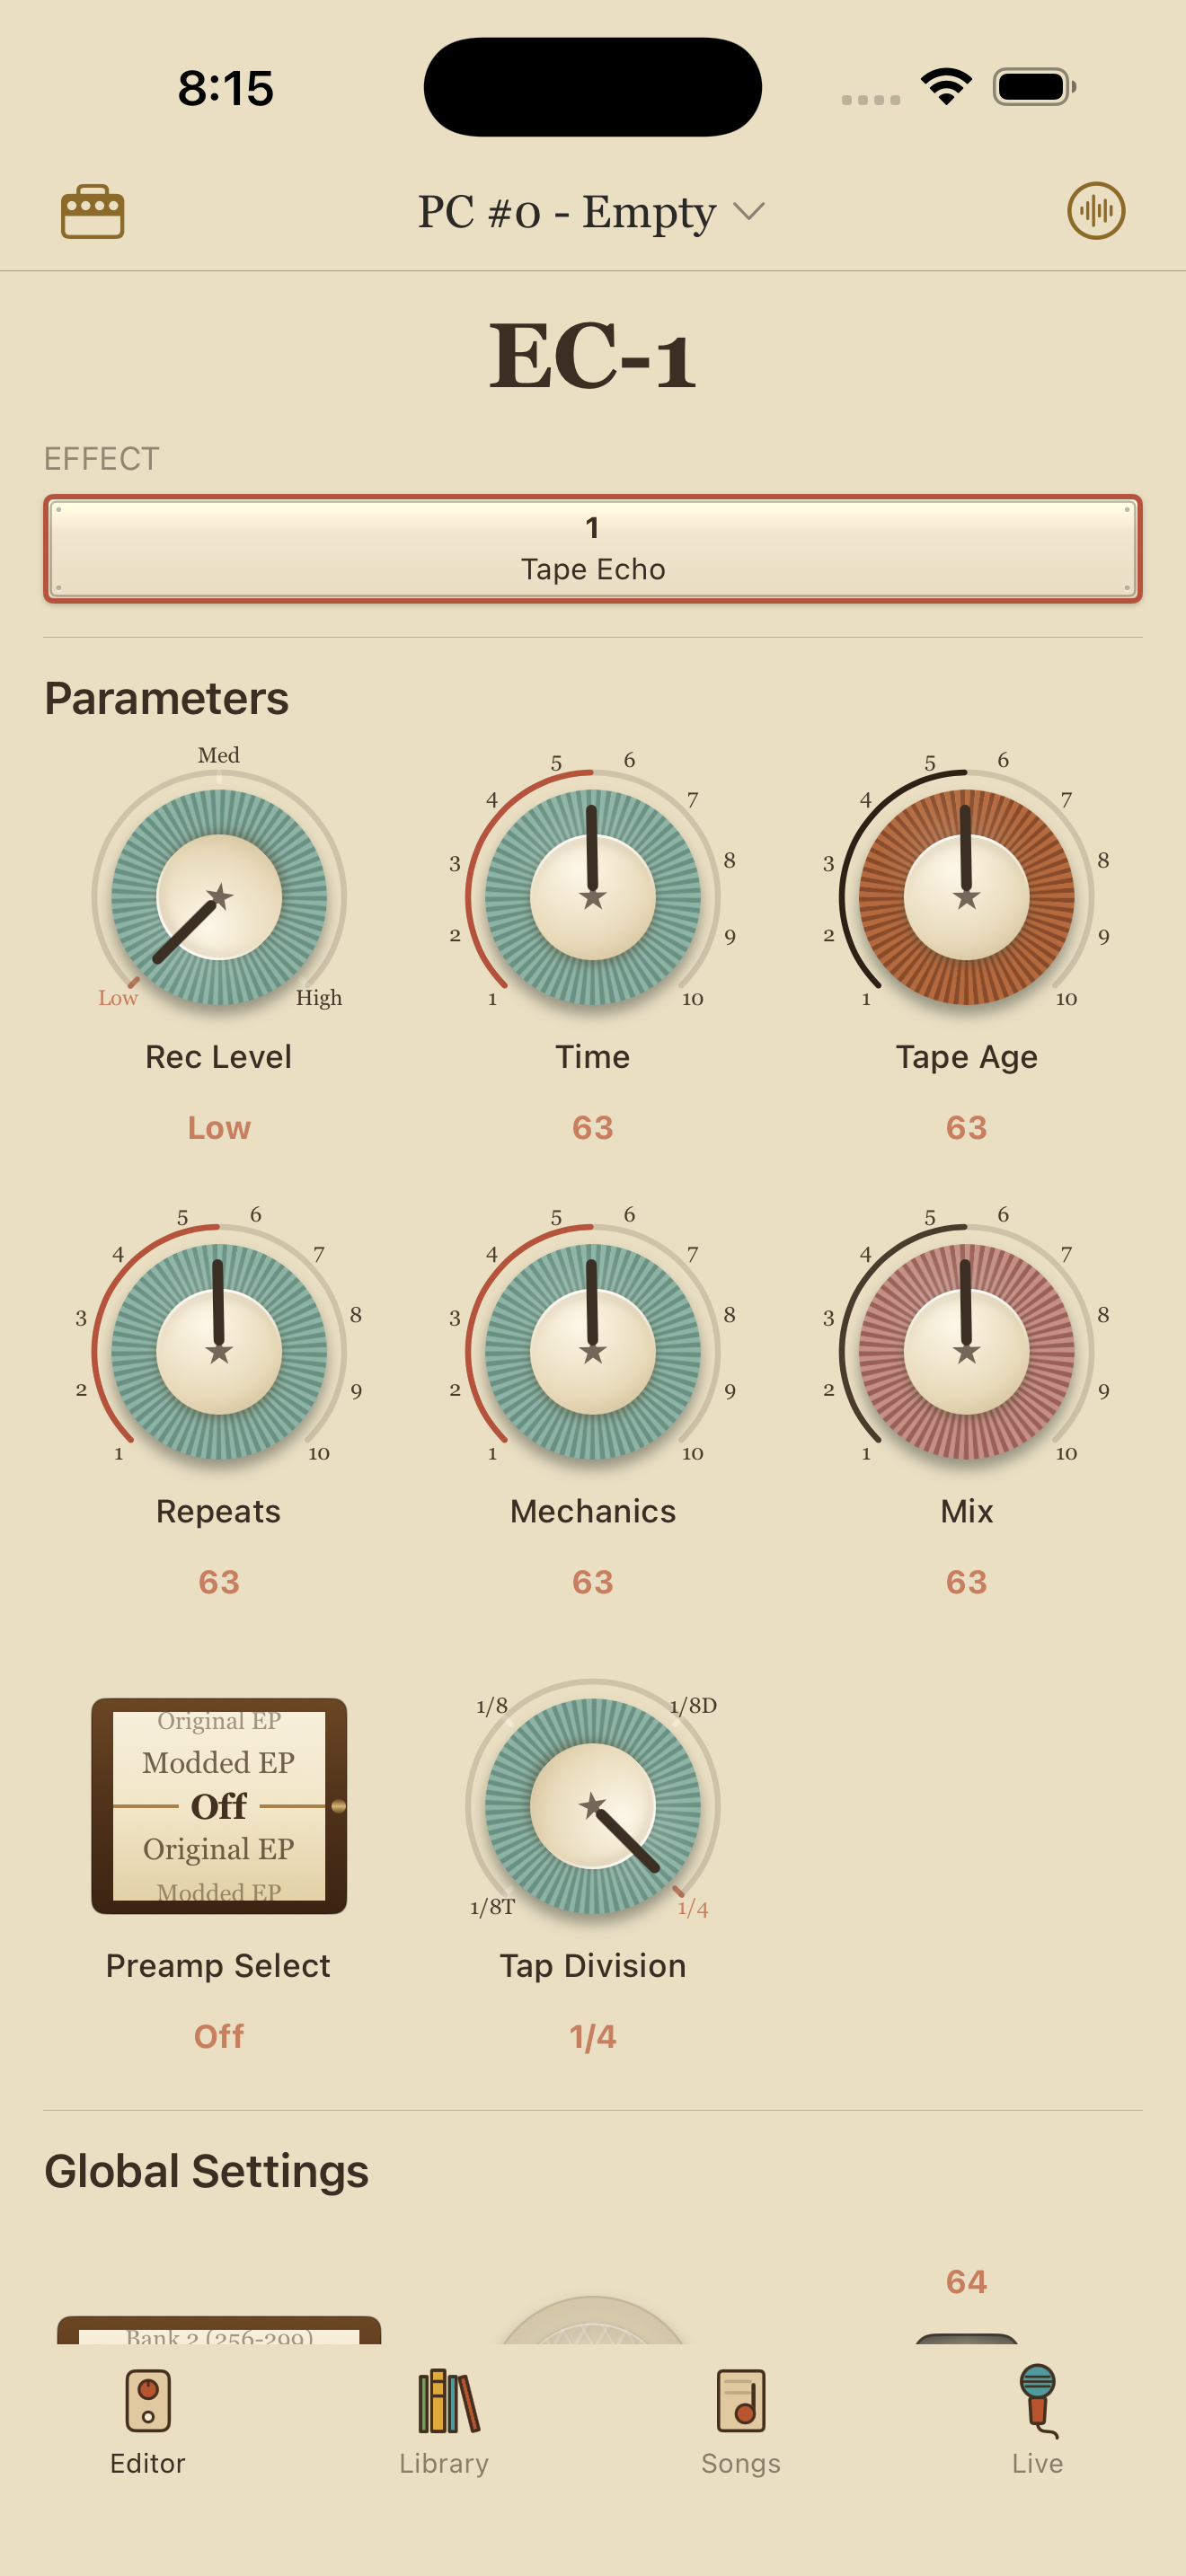 8:15
PC #0 - Empty
EC-1
EFFECT
1
Tape Echo
Parameters
Med
Low
High
Rec Level
Low
1 2 3 4 5 6 7 8 9 10
Time
63
1 2 3 4 5 6 7 8 9 10
Tape Age
63
1 2 3 4 5 6 7 8 9 10
Repeats
63
1 2 3 4 5 6 7 8 9 10
Mechanics
63
1 2 3 4 5 6 7 8 9 10
Mix
63
Original EP
Modded EP
Off
Original EP
Modded EP
Preamp Select
Off
1/8T
1/8
1/8D
1/4
Tap Division
1/4
Global Settings
Bank 2 (256-299)
64
Editor
Library
Songs
Live